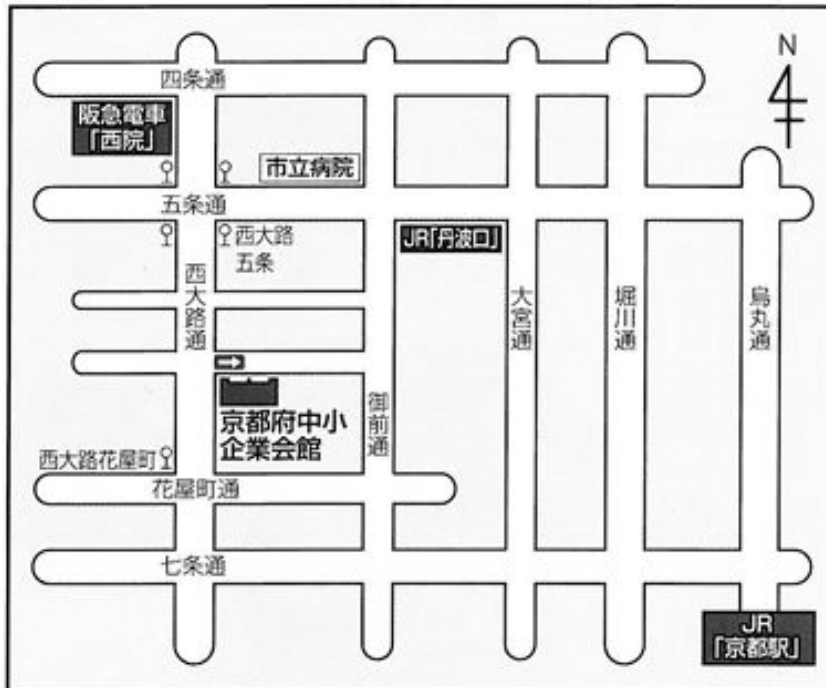 N
四条通
阪急電車
「西院」
市立病院
五条通
西大路
五条
JR「丹波口」
西大路通
大宮通
堀川通
烏丸通
御前通
京都府中小
企業会館
西大路花屋町
花屋町通
七条通
JR
「京都駅」